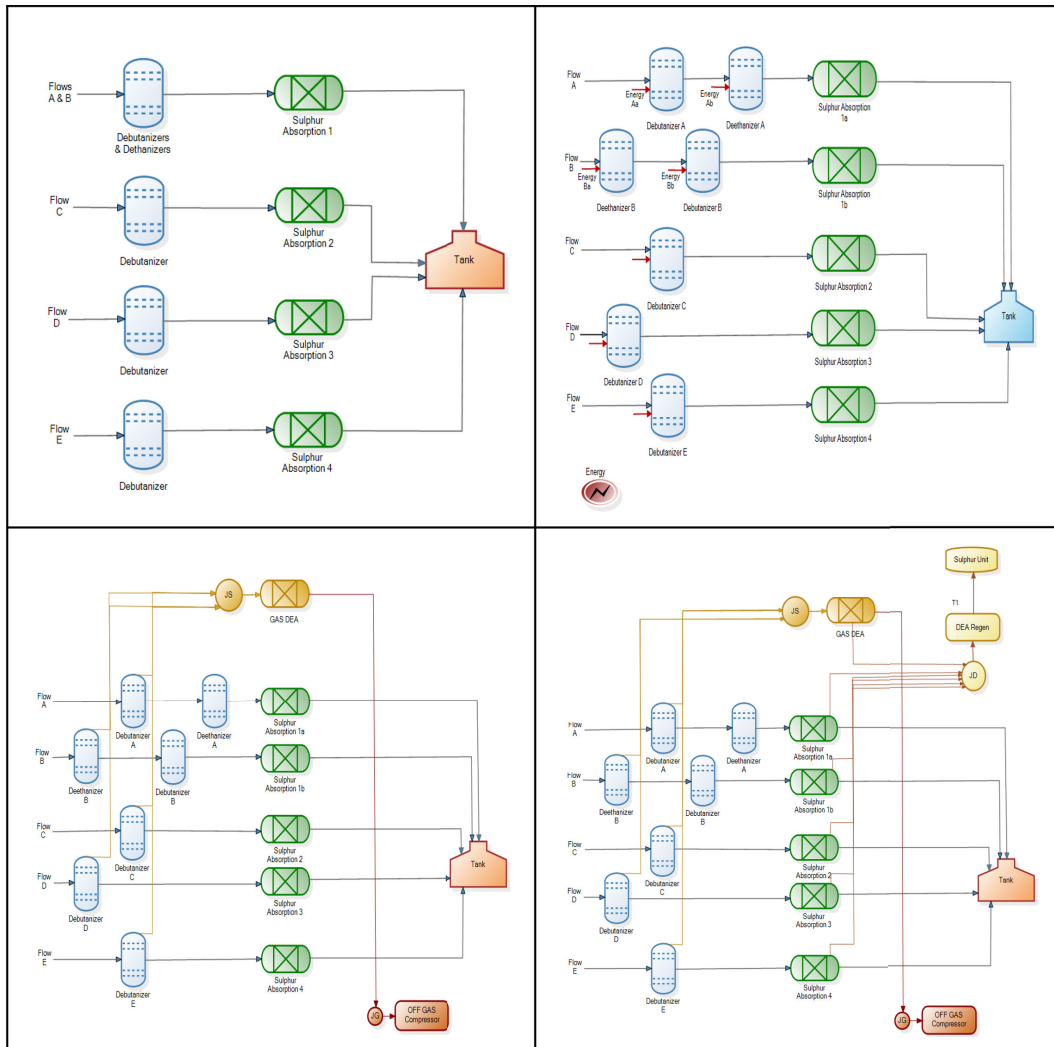 Flows
A & B
Debutanizers
& Dethanizers
Sulphur
Absorption 1
Flow
C
Debutanizer
Sulphur
Absorption 2
Tank
Flow
D
Debutanizer
Sulphur
Absorption 3
Flow
E
Debutanizer
Sulphur
Absorption 4
Flow
A
Energy
Aa
Debutanizer A
Energy
Ab
Deethanizer A
Sulphur Absorption
1a
Flow
B
Energy
Ba
Deethanizer B
Energy
Bb
Debutanizer B
Sulphur Absorption
1b
Flow
C
Debutanizer C
Sulphur Absorption 2
Tank
Flow
D
Debutanizer D
Sulphur Absorption 3
Flow
E
Debutanizer E
Sulphur Absorption 4
Energy
JS
GAS DEA
Flow
A
Debutanizer
A
Deethanizer
A
Sulphur
Absorption 1a
Flow
B
Deethanizer
B
Debutanizer
B
Sulphur
Absorption 1b
Flow
C
Debutanizer
C
Sulphur
Absorption 2
Tank
Flow
D
Debutanizer
D
Sulphur
Absorption 3
Flow
E
Debutanizer
E
Sulphur
Absorption 4
JG
OFF GAS
Compressor
Sulphur Unit
T1
DEA Regen
JS
GAS DEA
JD
Flow
A
Debutanizer
A
Deethanizer
A
Sulphur
Absorption 1a
Flow
B
Deethanizer
B
Debutanizer
B
Sulphur
Absorption 1b
Flow
C
Debutanizer
C
Sulphur
Absorption 2
Tank
Flow
D
Debutanizer
D
Sulphur
Absorption 3
Flow
E
Debutanizer
E
Sulphur
Absorption 4
JG
OFF GAS
Compressor